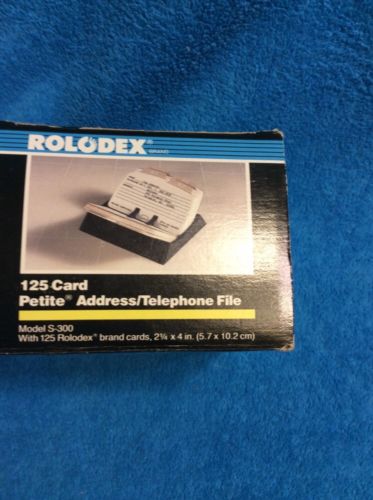 ROLODEX® BRAND
125 Card
Petite® Address/Telephone File
Model S-300
With 125 Rolodex® brand cards, 2¼ x 4 in. (5.7 x 10.2 cm)